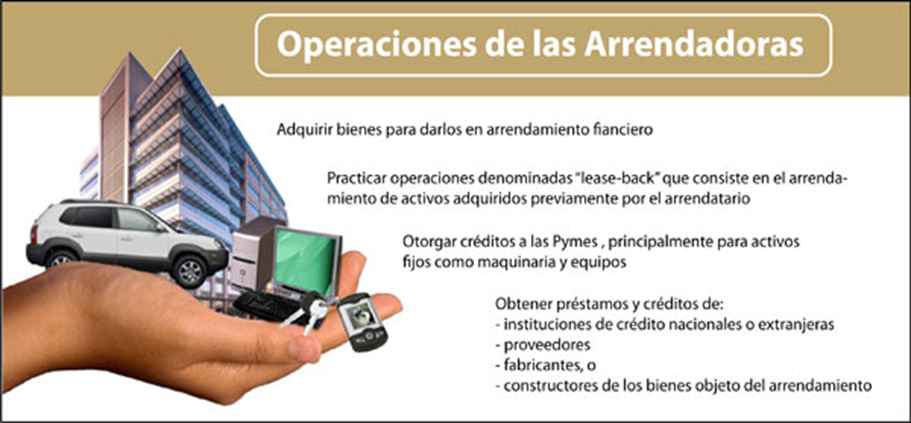 Operaciones de las Arrendadoras
Adquirir bienes para darlos en arrendamiento fianciero
Practicar operaciones denominadas “lease-back” que consiste en el arrenda-
miento de activos adquiridos previamente por el arrendatario
Otorgar créditos a las Pymes , principalmente para activos
fijos como maquinaria y equipos
Obtener préstamos y créditos de:
- instituciones de crédito nacionales o extranjeras
- proveedores
- fabricantes, o
- constructores de los bienes objeto del arrendamiento